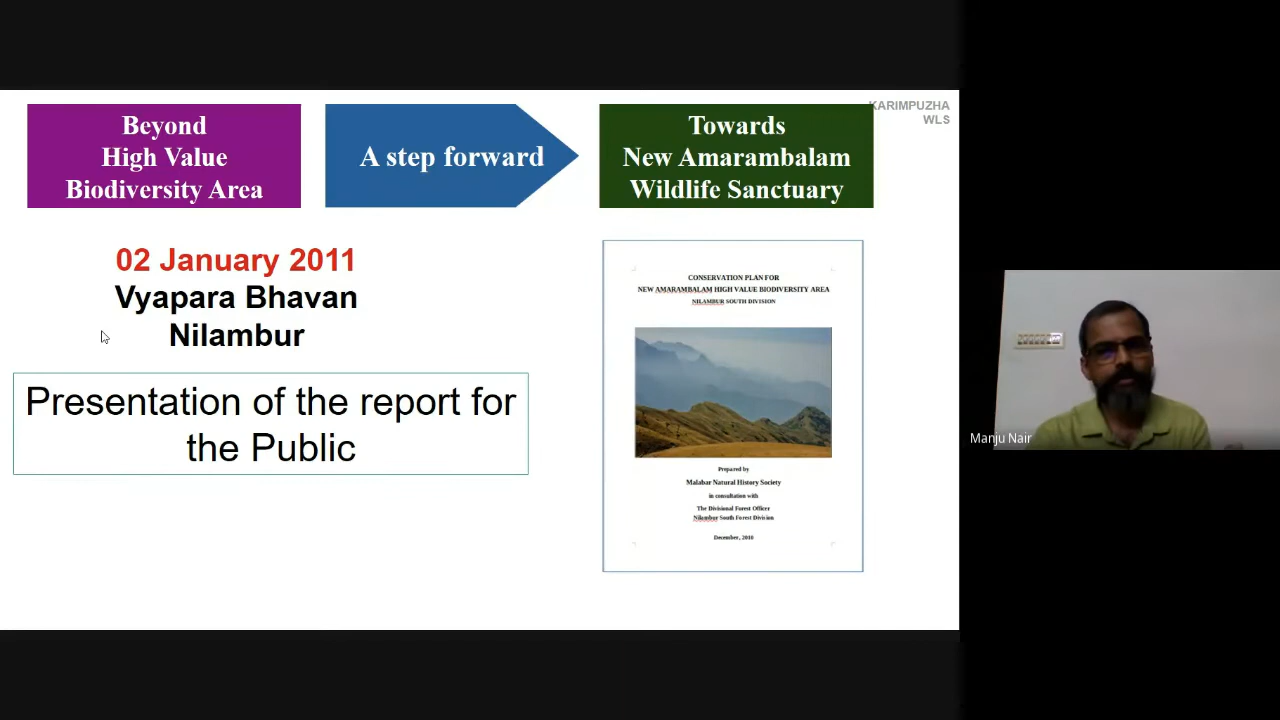 Beyond
High Value
Biodiversity Area
A step forward
Towards
New Amarambalam
Wildlife Sanctuary
KARIMPUZHA
WLS
02 January 2011
Vyapara Bhavan
Nilambur
Presentation of the report for
the Public
CONSERVATION PLAN FOR
NEW AMARAMBALAM HIGH VALUE BIODIVERSITY AREA
NILAMBUR SOUTH DIVISION
Prepared by
Malabar Natural History Society
in consultation with
The Divisional Forest Officer
Nilambur South Forest Division
December, 2010
Manju Nair